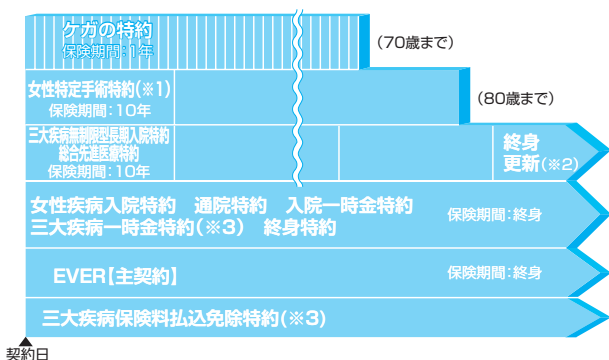 ケガの特約
保険期間:1年
(70歳まで)
女性特定手術特約(※1)
保険期間:10年
(80歳まで)
三大疾病無制限型長期入院特約
総合先進医療特約
保険期間:10年
終身
更新(※2)
女性疾病入院特約 通院特約 入院一時金特約
三大疾病一時金特約(※3) 終身特約
保険期間:終身
EVER【主契約】
保険期間:終身
三大疾病保険料払込免除特約(※3)
契約日